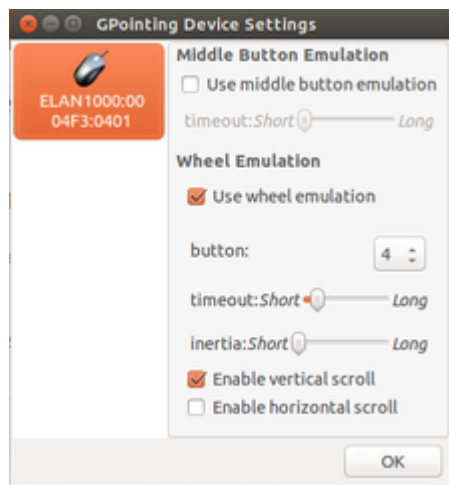 GPointing Device Settings
ELAN1000:00
04F3:0401
Middle Button Emulation
Use middle button emulation
timeout: Short Long
Wheel Emulation
Use wheel emulation
button: 4
timeout: Short Long
inertia: Short Long
Enable vertical scroll
Enable horizontal scroll
OK